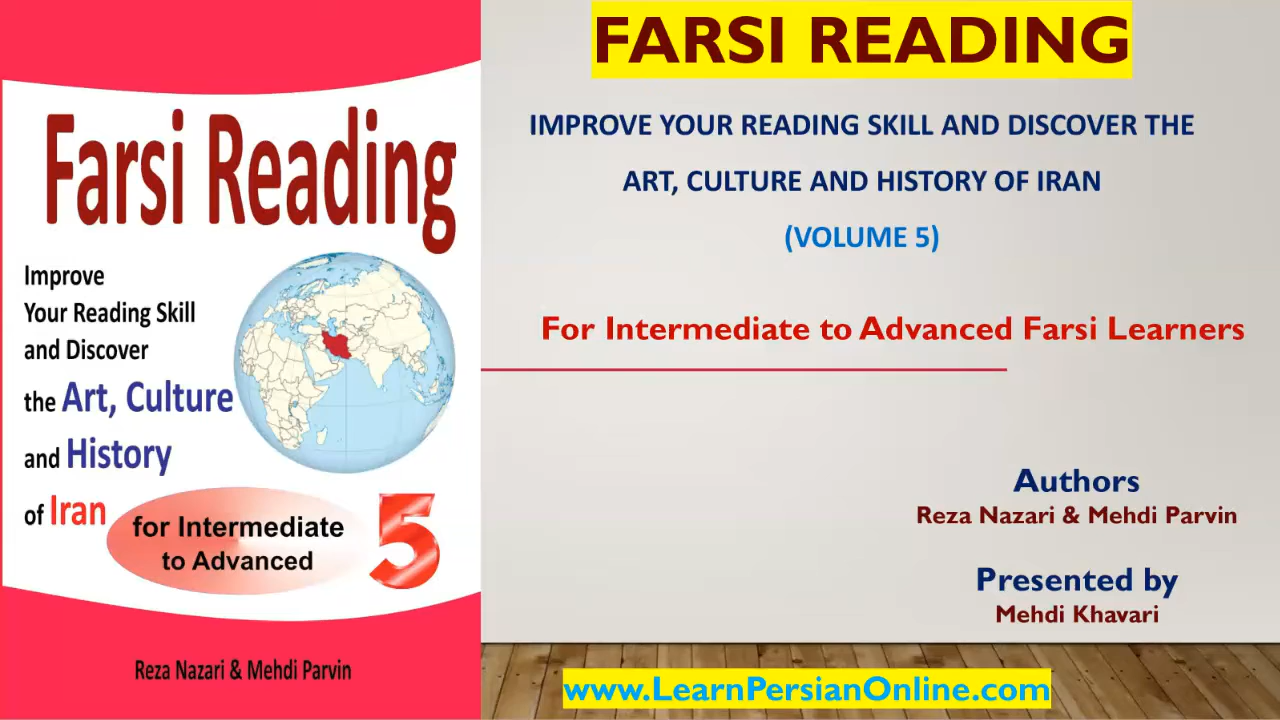 Farsi Reading
Improve
Your Reading Skill
and Discover
the Art, Culture
and History
of Iran
for Intermediate
to Advanced
5
Reza Nazari & Mehdi Parvin
FARSI READING
IMPROVE YOUR READING SKILL AND DISCOVER THE
ART, CULTURE AND HISTORY OF IRAN
(VOLUME 5)
For Intermediate to Advanced Farsi Learners
Authors
Reza Nazari & Mehdi Parvin
Presented by
Mehdi Khavari
www.LearnPersianOnline.com